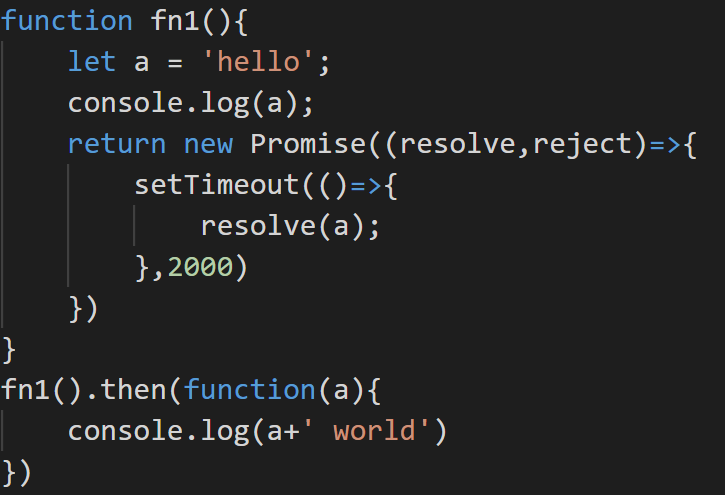 function fn1(){
    let a = 'hello';
    console.log(a);
    return new Promise((resolve,reject)=>{
        setTimeout(()=>{
            resolve(a);
        },2000)
    })
}
fn1().then(function(a){
    console.log(a+' world')
})